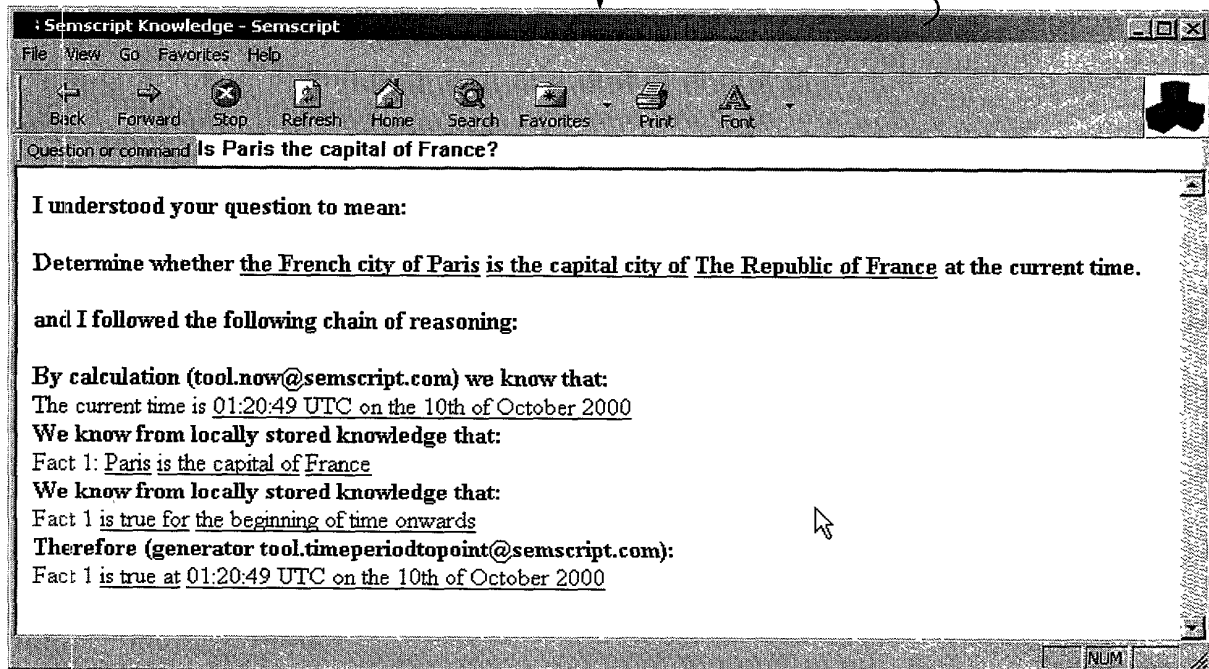 Semscript Knowledge - Semscript
File View Go Favorites Help
Back Forward Stop Refresh Home Search Favorites Print Font
Question or command Is Paris the capital of France?
I understood your question to mean:
Determine whether the French city of Paris is the capital city of The Republic of France at the current time.
and I followed the following chain of reasoning:
By calculation (tool.now@semscript.com) we know that:
The current time is 01:20:49 UTC on the 10th of October 2000
We know from locally stored knowledge that:
Fact 1: Paris is the capital of France
We know from locally stored knowledge that:
Fact 1 is true for the beginning of time onwards
Therefore (generator tool.timeperiodtopoint@semscript.com):
Fact 1 is true at 01:20:49 UTC on the 10th of October 2000
NUM